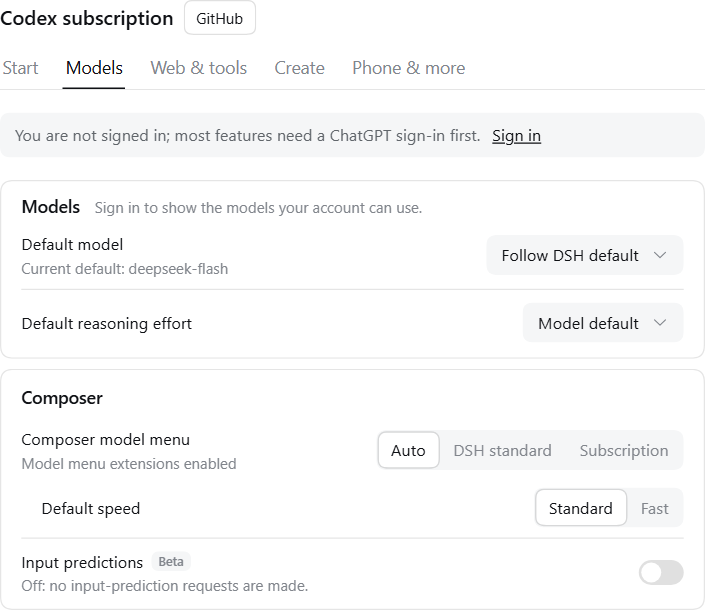 Codex subscription GitHub
Start Models Web & tools Create Phone & more
You are not signed in; most features need a ChatGPT sign-in first. Sign in
Models Sign in to show the models your account can use.
Default model
Current default: deepseek-flash
Follow DSH default
Default reasoning effort
Model default
Composer
Composer model menu
Model menu extensions enabled
Auto DSH standard Subscription
Default speed
Standard Fast
Input predictions Beta
Off: no input-prediction requests are made.